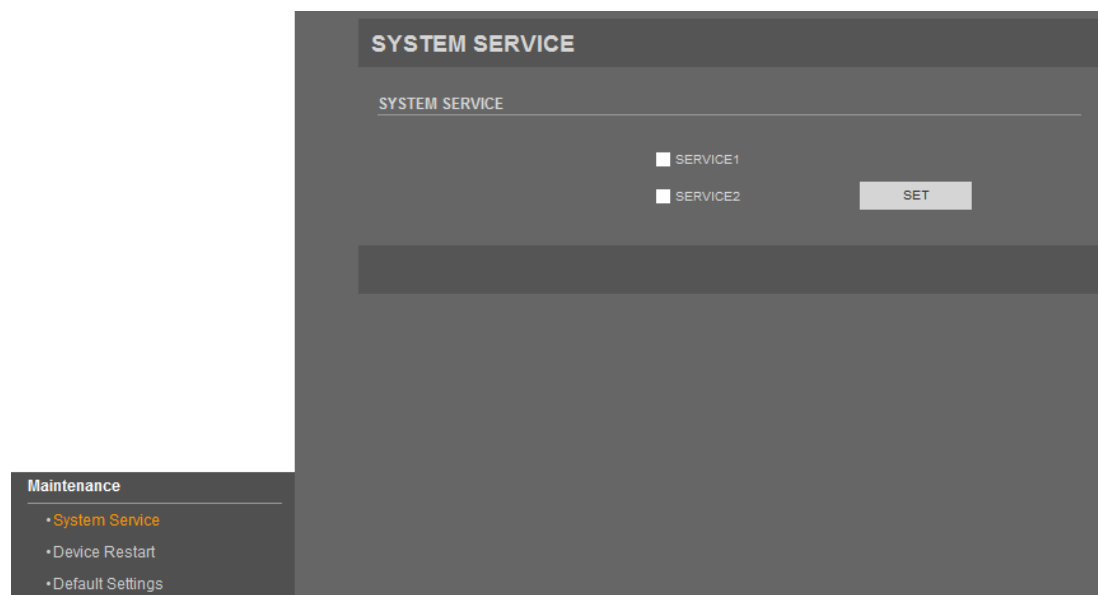 SYSTEM SERVICE
SYSTEM SERVICE
SERVICE1
SERVICE2
SET
Maintenance
•System Service
•Device Restart
•Default Settings